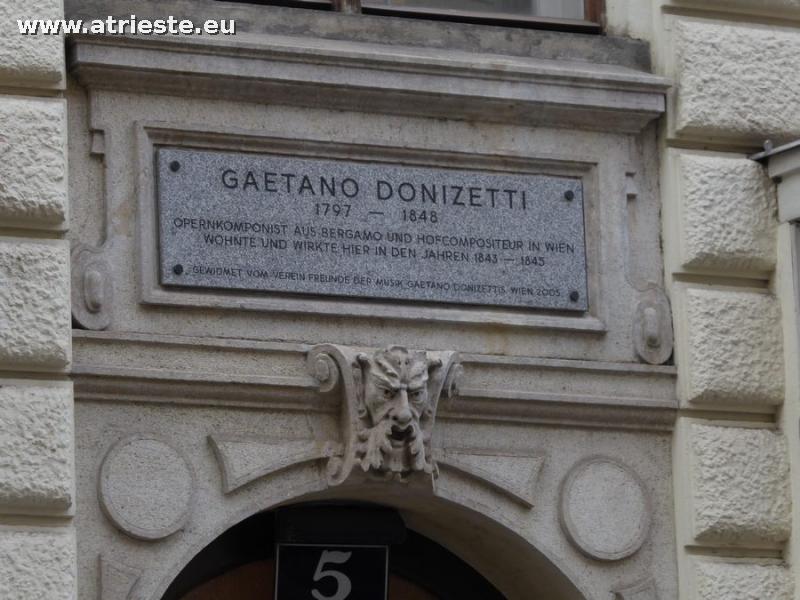 www.atrieste.eu
GAETANO DONIZETTI
1797 — 1848
OPERNKOMPONIST AUS BERGAMO UND HOFCOMPOSITEUR IN WIEN
WOHNTE UND WIRKTE HIER IN DEN JAHREN 1843 — 1845
GEWIDMET VOM VEREIN FREUNDE DER MUSIK GAETANO DONIZETTIS, WIEN 2005
5